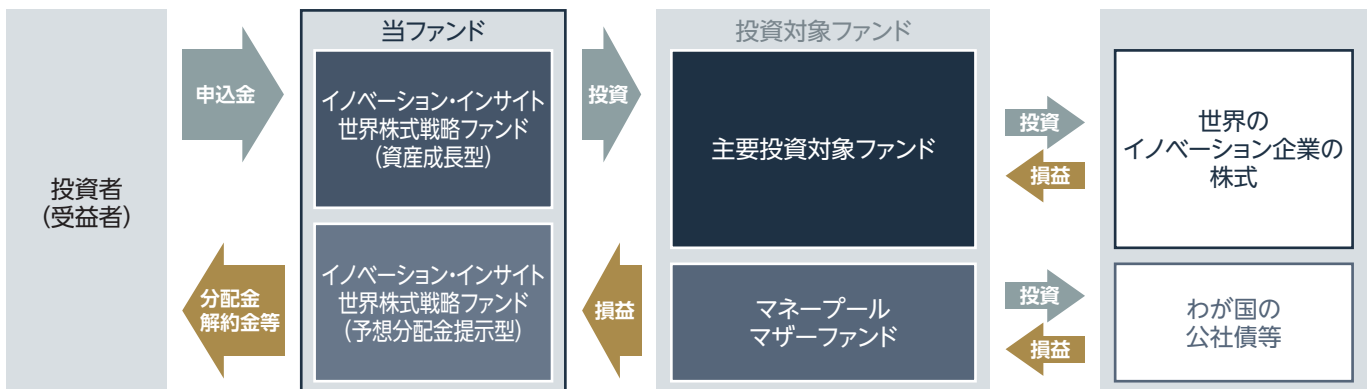 投資者
(受益者)
申込金
分配金
解約金等
当ファンド
イノベーション・インサイト
世界株式戦略ファンド
(資産成長型)
イノベーション・インサイト
世界株式戦略ファンド
(予想分配金提示型)
投資
損益
投資対象ファンド
主要投資対象ファンド
マネープール
マザーファンド
投資
損益
投資
損益
世界の
イノベーション企業の
株式
わが国の
公社債等